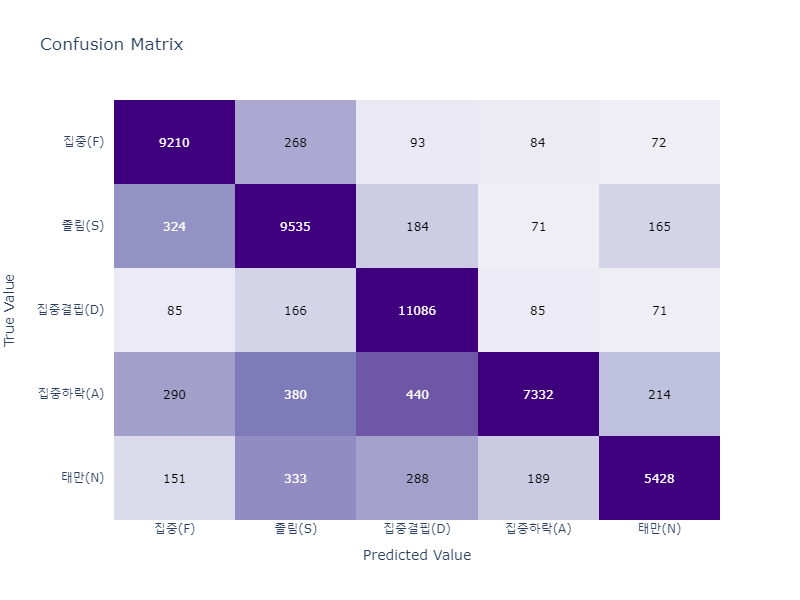 Confusion Matrix
집중(F) 9210 268 93 84 72
졸림(S) 324 9535 184 71 165
집중결핍(D) 85 166 11086 85 71
집중하락(A) 290 380 440 7332 214
태만(N) 151 333 288 189 5428
집중(F) 졸림(S) 집중결핍(D) 집중하락(A) 태만(N)
Predicted Value
True Value